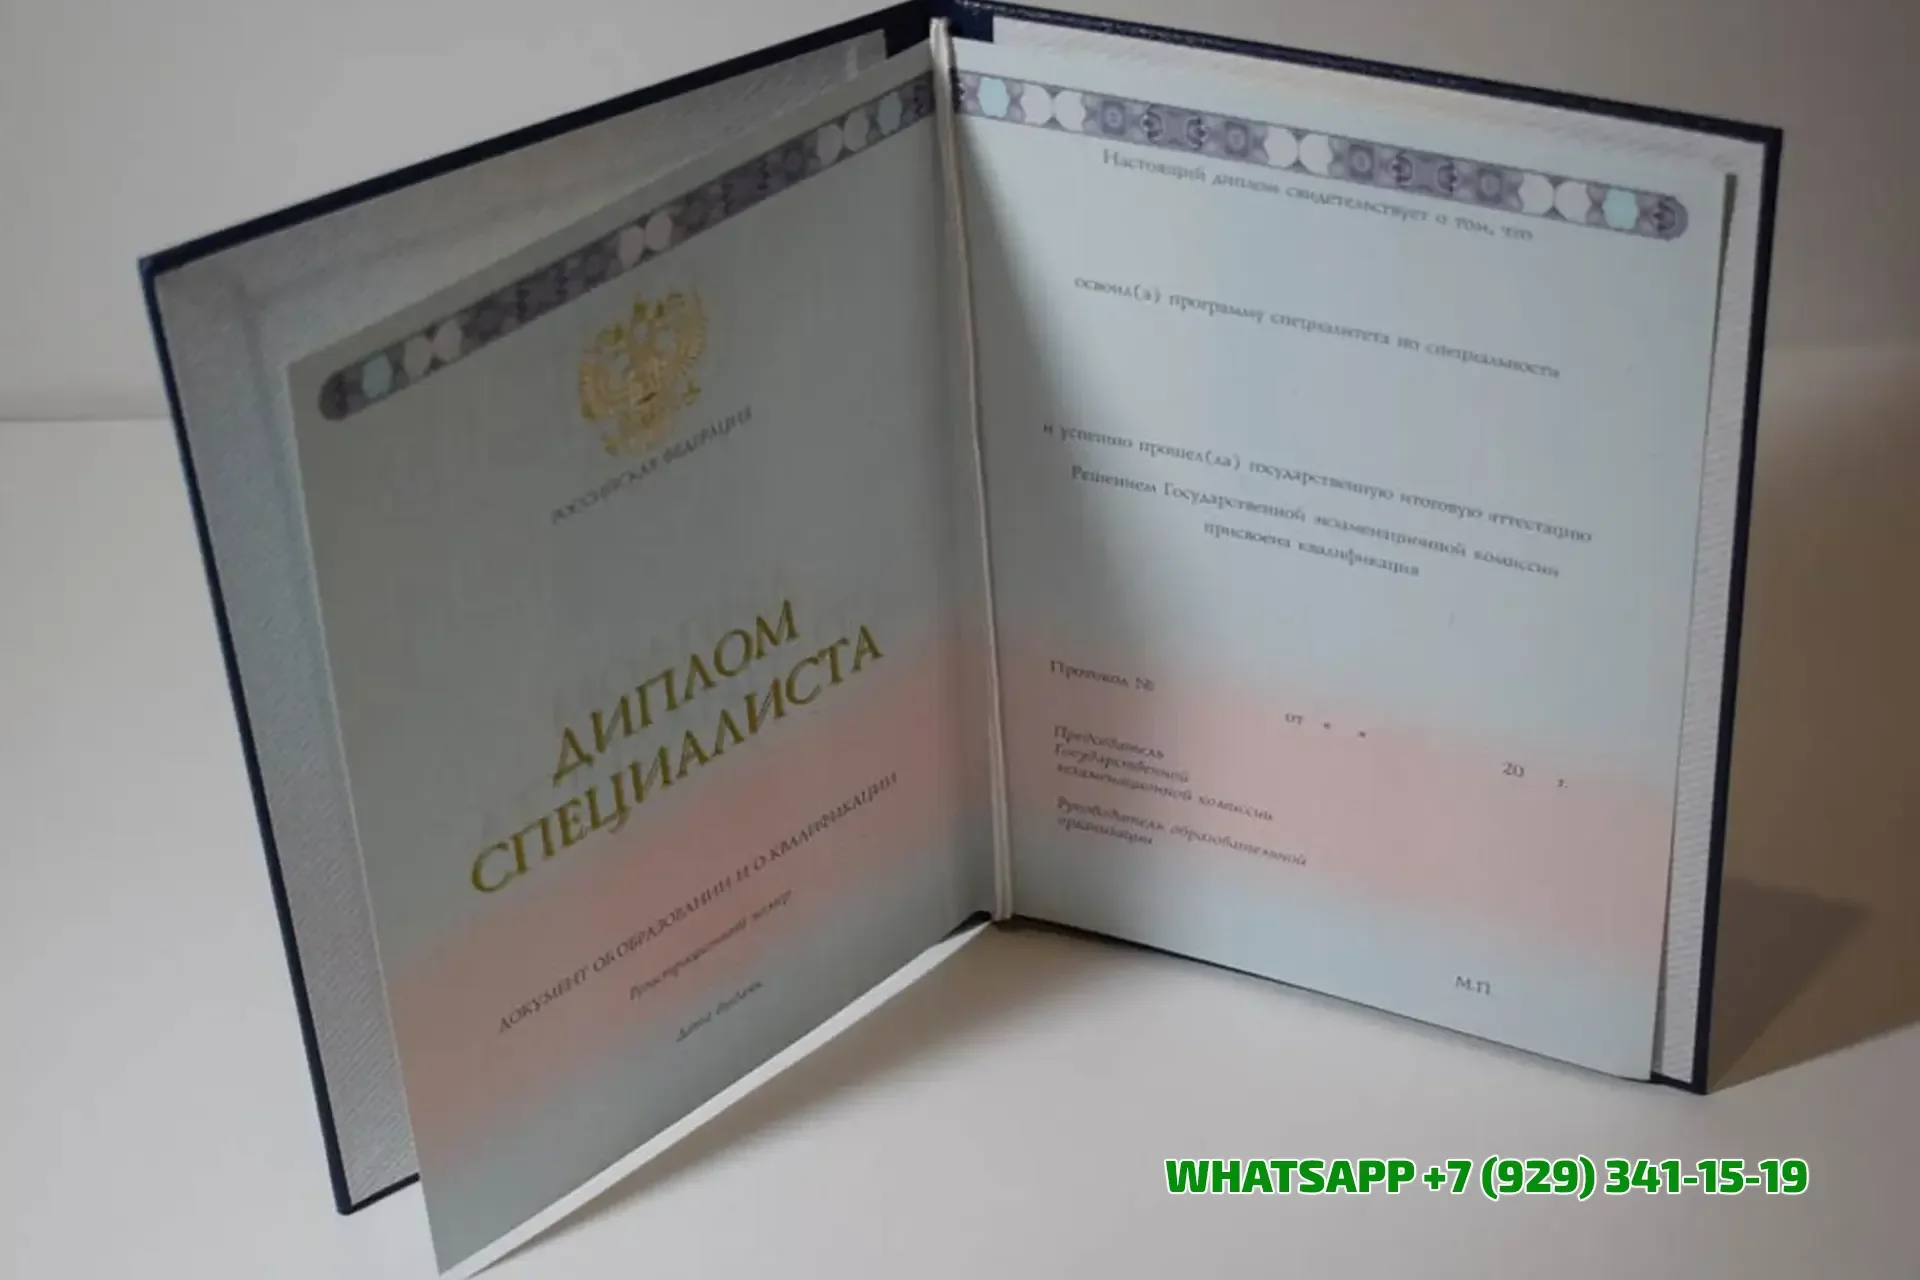 РОССИЙСКАЯ ФЕДЕРАЦИЯ
ДИПЛОМ
СПЕЦИАЛИСТА
ДОКУМЕНТ ОБ ОБРАЗОВАНИИ И О КВАЛИФИКАЦИИ
Регистрационный номер
Дата выдачи
Настоящий диплом свидетельствует о том, что
освоил(а) программу специалитета по специальности
и успешно прошел(ла) государственную итоговую аттестацию
Решением Государственной экзаменационной комиссии
присвоена квалификация
Протокол №
от « » 20 г.
Председатель
Государственной
экзаменационной комиссии
Руководитель образовательной
организации
М.П.
WHATSAPP +7 (929) 341-15-19